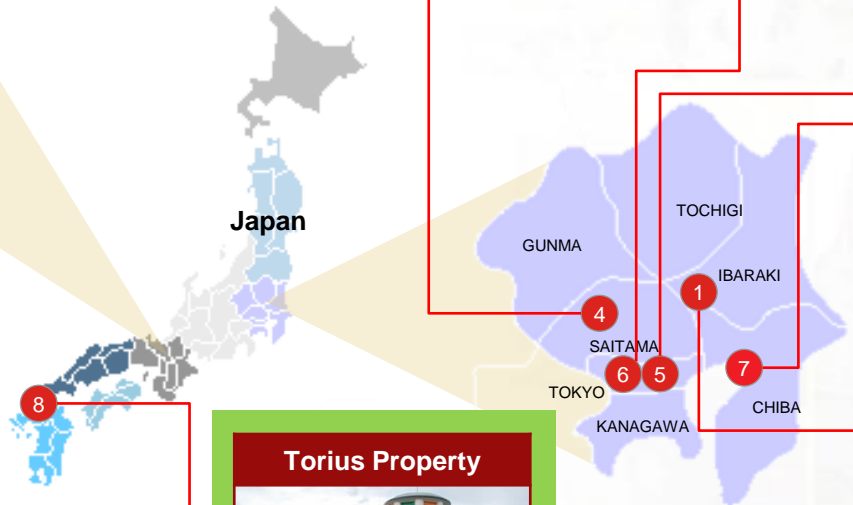 Japan
TOCHIGI
GUNMA
IBARAKI
1
4
SAITAMA
6
5
7
TOKYO
8
CHIBA
KANAGAWA
Torius Property